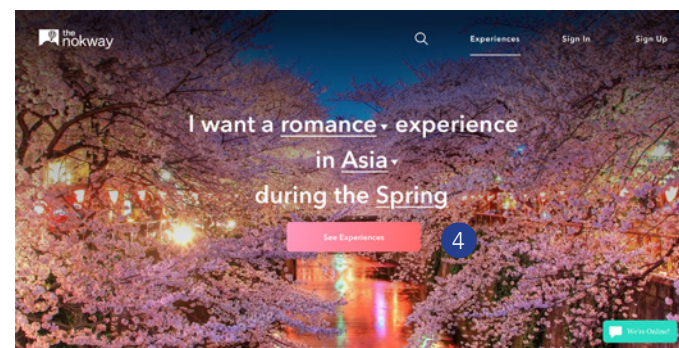 the
nokway
Experiences
Sign In
Sign Up
I want a romance experience
in Asia
during the Spring
See Experiences
4
We're Online!